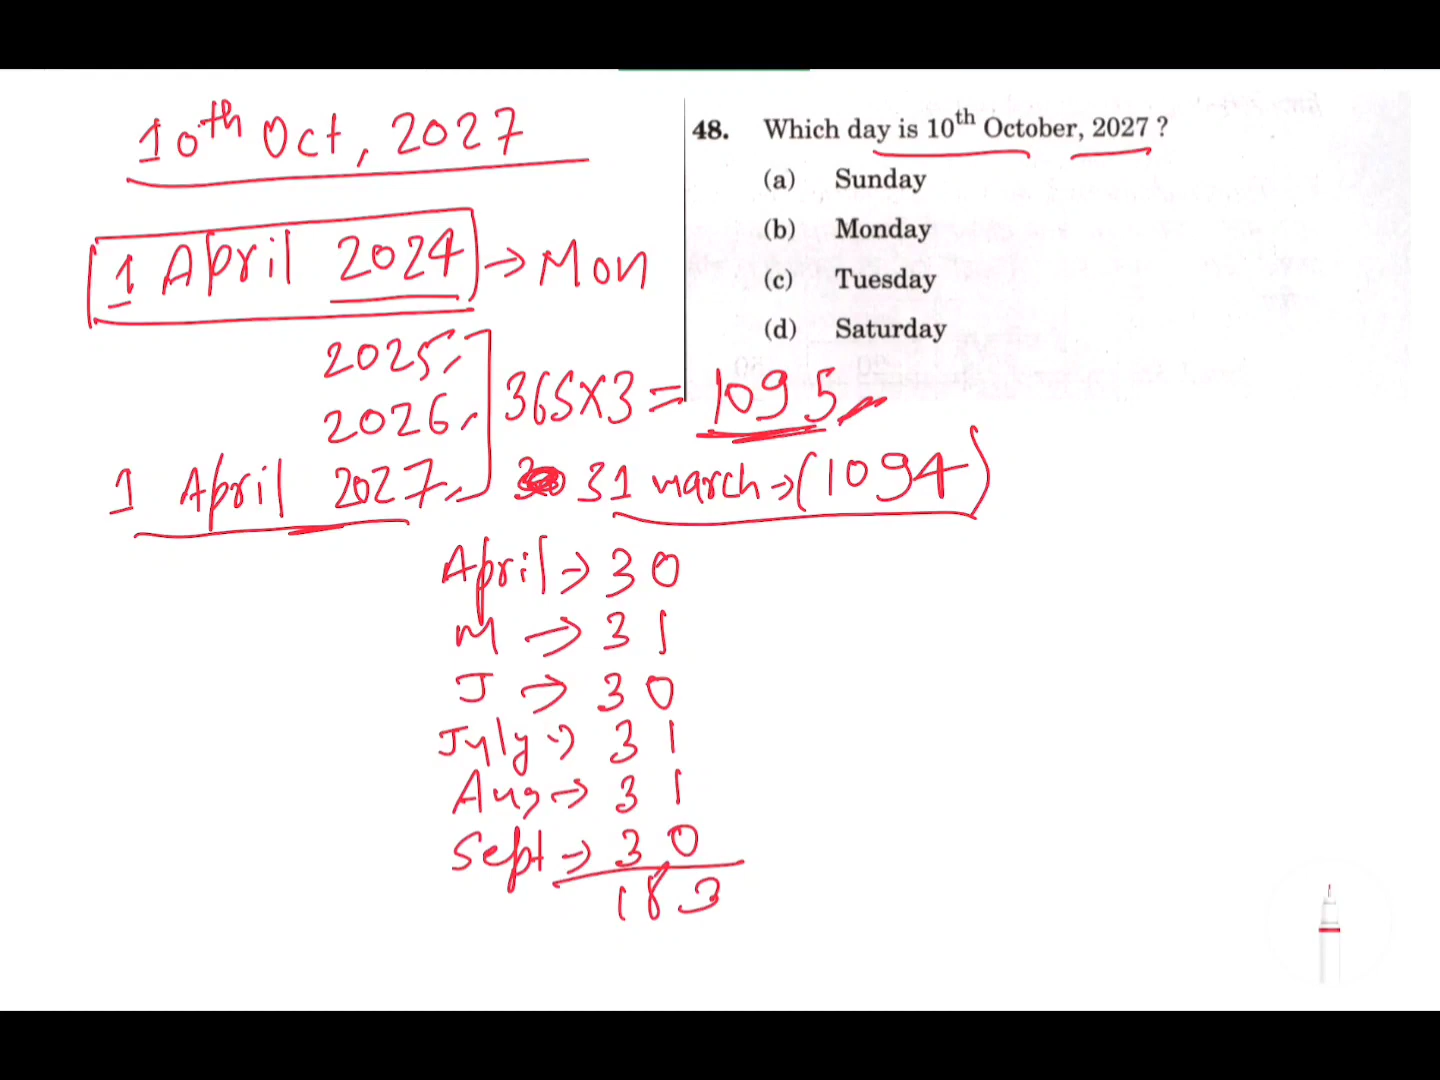 10th Oct, 2027
1 April 2024 → Mon
2025
2026
1 April 2027
365×3 = 1095
31 march → (1094)
April → 30
M → 31
J → 30
July → 31
Aug → 31
Sept → 30
183
48. Which day is 10th October, 2027 ?
(a) Sunday
(b) Monday
(c) Tuesday
(d) Saturday